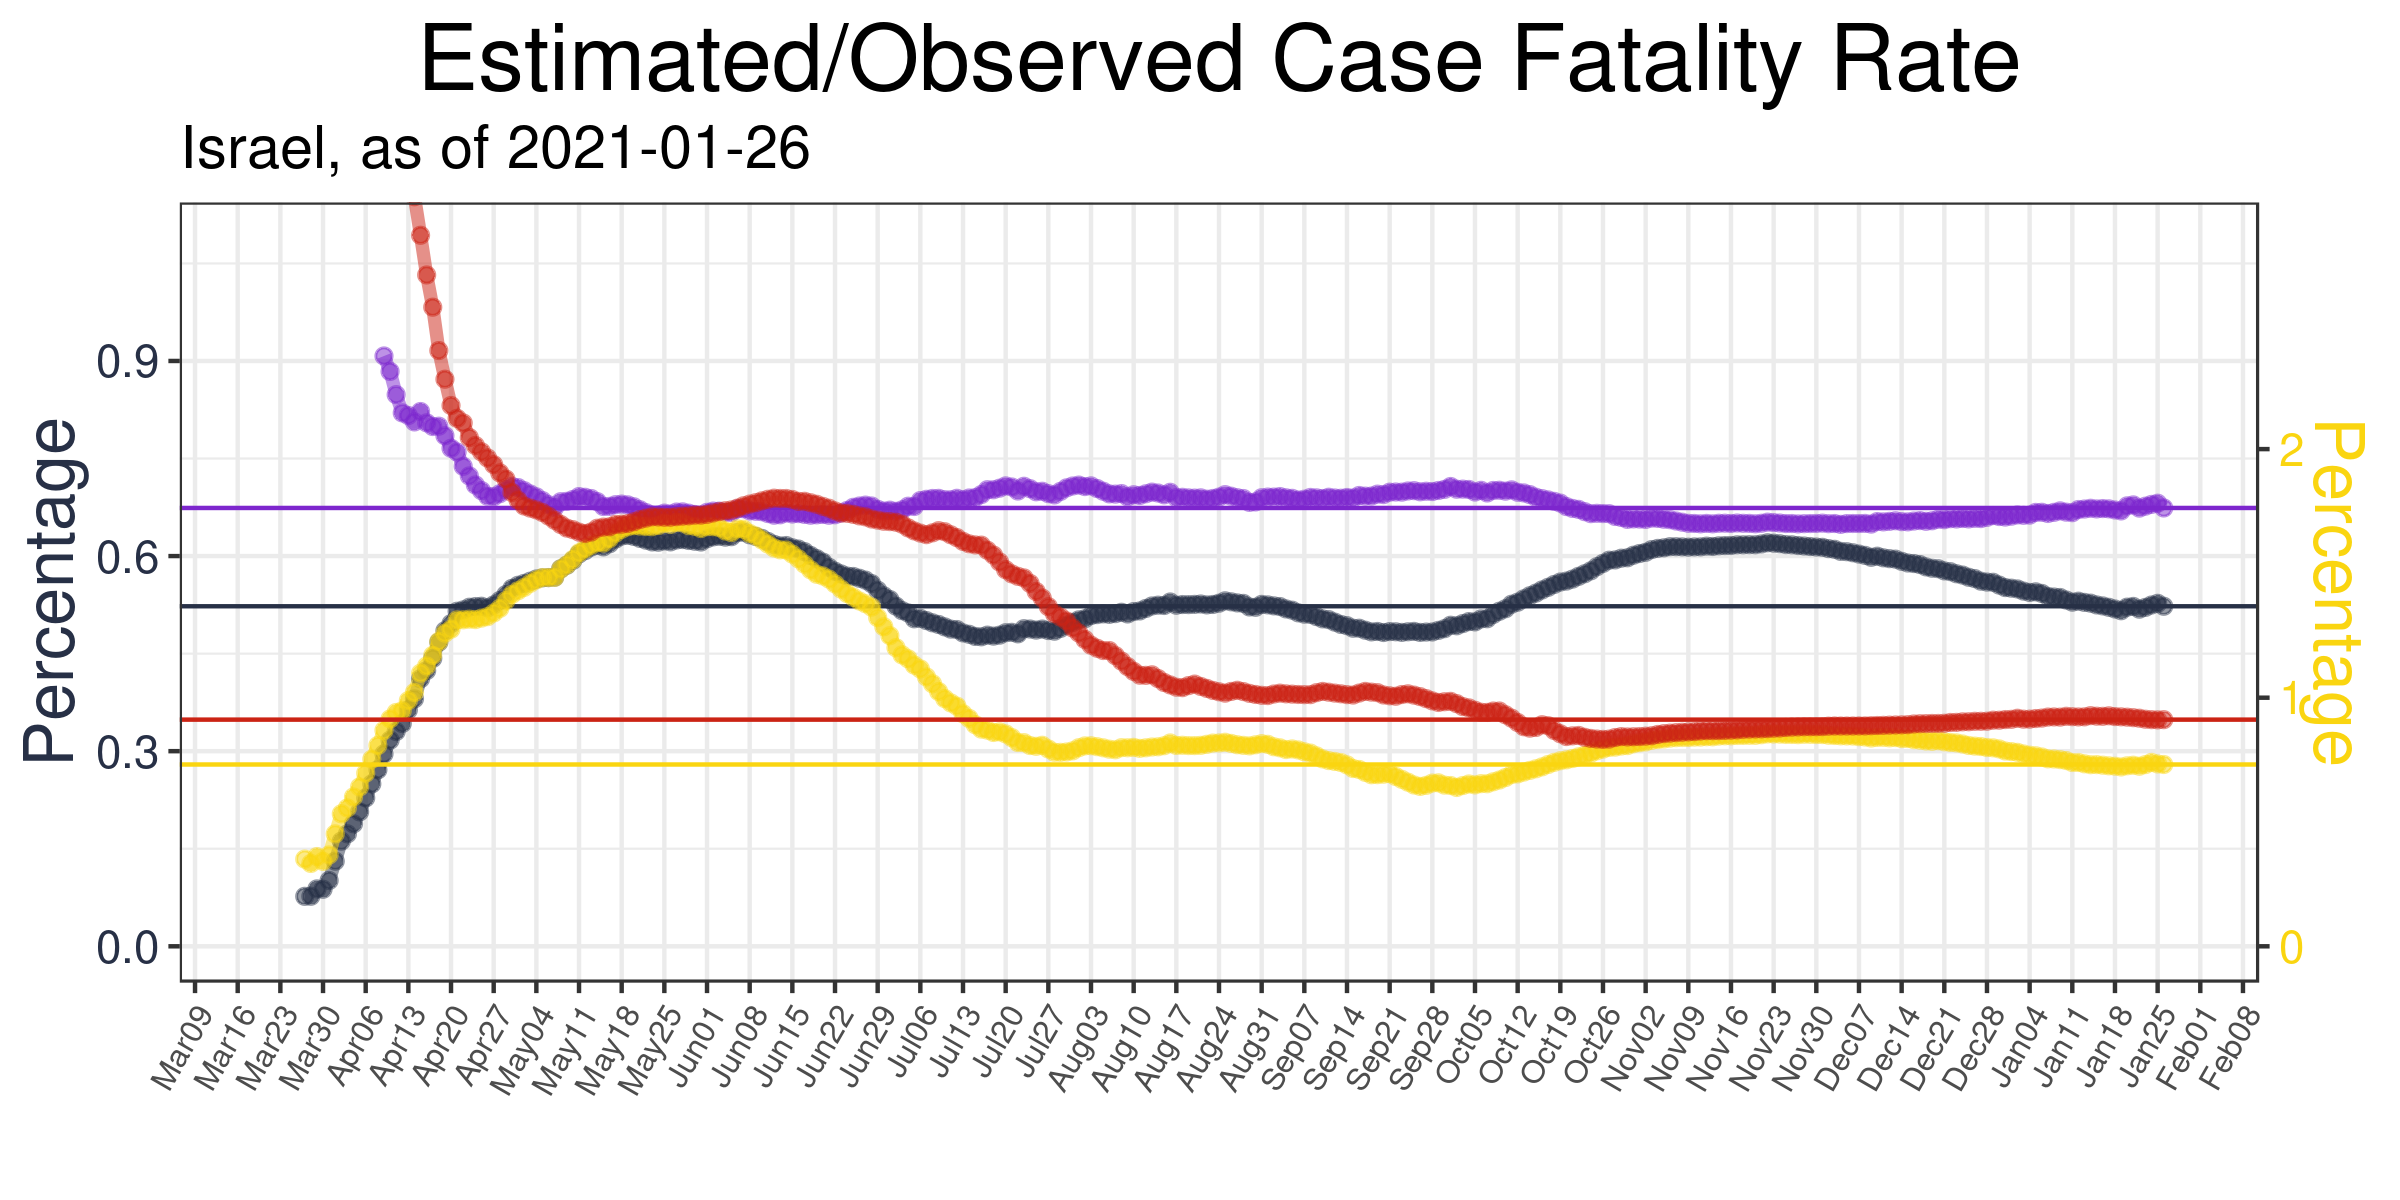 Estimated/Observed Case Fatality Rate
Israel, as of 2021-01-26
Percentage
0.9
0.6
0.3
0.0
2
1
0
Percentage
Mar09 Mar16 Mar23 Mar30 Apr06 Apr13 Apr20 Apr27 May04 May11 May18 May25 Jun01 Jun08 Jun15 Jun22 Jun29 Jul06 Jul13 Jul20 Jul27 Aug03 Aug10 Aug17 Aug24 Aug31 Sep07 Sep14 Sep21 Sep28 Oct05 Oct12 Oct19 Oct26 Nov02 Nov09 Nov16 Nov23 Nov30 Dec07 Dec14 Dec21 Dec28 Jan04 Jan11 Jan18 Jan25 Feb01 Feb08